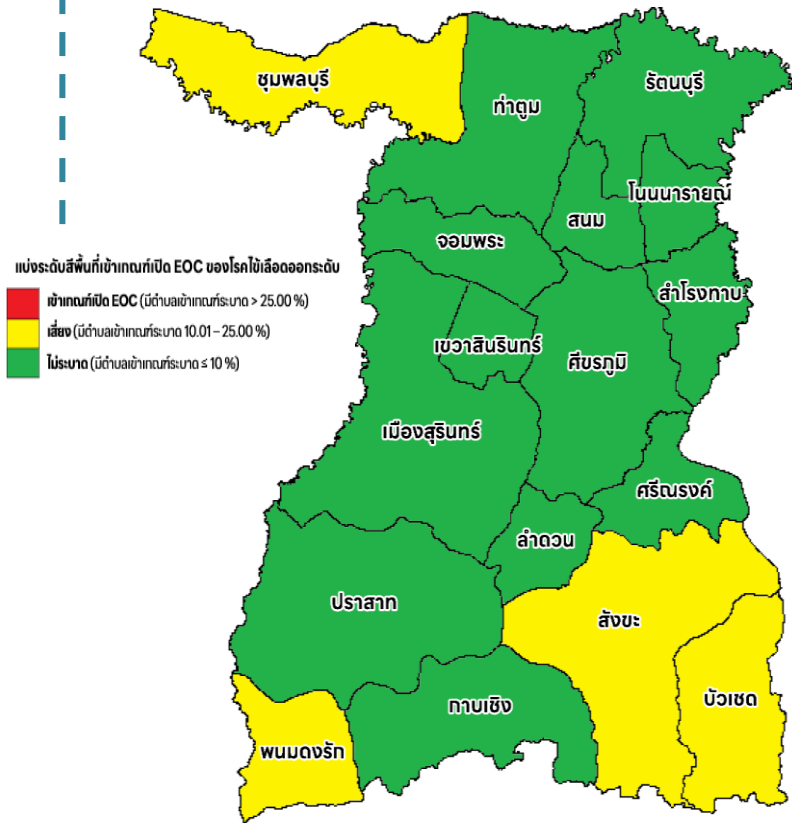 ชุมพลบุรี
ท่าตูม
รัตนบุรี
สนม
โนนนารายณ์
จอมพระ
แบ่งระดับสีพื้นที่เข้าเกณฑ์เปิด EOC ของโรคไข้เลือดออกระดับ
เข้าเกณฑ์เปิด EOC (มีตำบลเข้าเกณฑ์ระบาด > 25.00 %)
เสี่ยง (มีตำบลเข้าเกณฑ์ระบาด 10.01 – 25.00 %)
ไม่ระบาด (มีตำบลเข้าเกณฑ์ระบาด ≤ 10 %)
สำโรงทาบ
เขวาสินรินทร์
ศีขรภูมิ
เมืองสุรินทร์
ศรีณรงค์
ลำดวน
ปราสาท
สังขะ
บัวเชด
กาบเชิง
พนมดงรัก